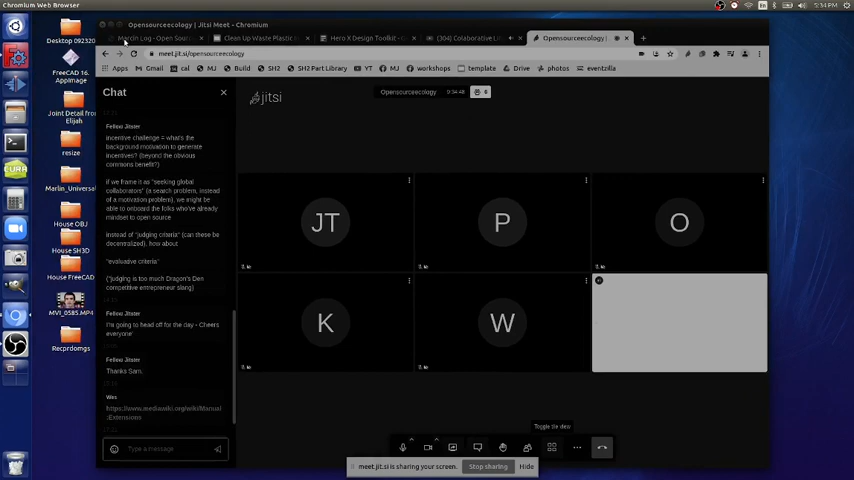 Chromium Web Browser
5:34 PM
Opensourceecology | Jitsi Meet - Chromium
Marcin Log - Open Sourc
Clean Up Waste Plastic
Hero X Design Toolkit -
(304) Colaborative Li
Opensourceecology |
meet.jit.si/opensourceecology
Apps
Gmail
cal
MU
Build
SH2
SH2 Part Library
YT
MJ
workshops
template
Drive
eventzilla
Desktop 092320
FreeCAD 16.
AppImage
Joint Detail from
Elijah
resize
Marlin_Universal
House OBJ
House SH3D
House FreeCAD
MVI_0585.MP4
Recprdomgs
Chat
Fellow Jitster
incentive challenge = what's the
background motivation to generate
incentives? (beyond the obvious
commons benefit?)
if we frame it as "seeking global
collaborators" (a search problem, instead
of a motivation problem), we might be
able to onboard the folks who've already
mindset to open source
instead of "judging criteria" (can these be
decentralized), how about
"evaluative criteria"
("judging is too much Dragon's Den
competitive entrepreneur slang)
Fellow Jitster
I'm going to head off for the day - Cheers
everyone!
Fellow Jitster
Thanks Sam.
Wes
https://www.mediawiki.org/wiki/Manual
:Extensions
Type a message
jitsi
Opensourceecology
6
JT
P
O
K
W
Toggle tile view
meet.jit.si is sharing your screen.
Stop sharing
Hide